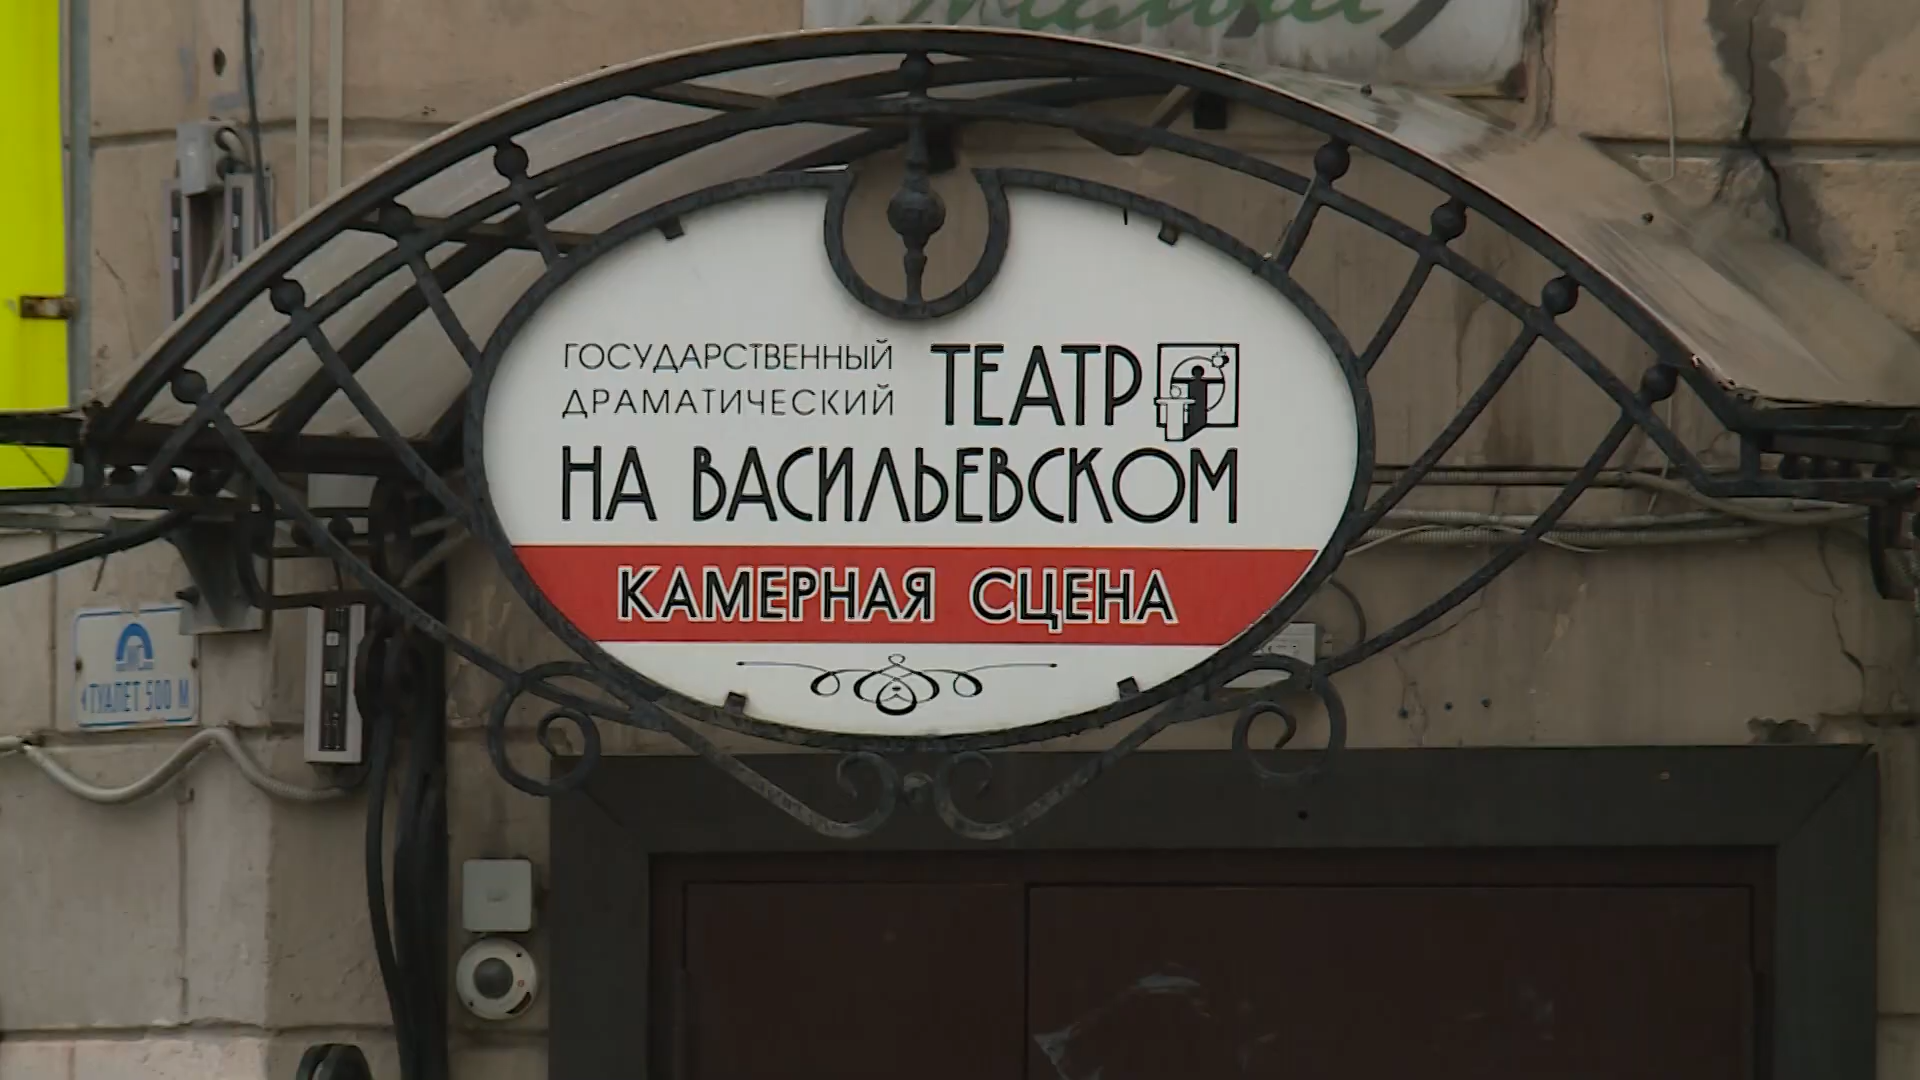 ГОСУДАРСТВЕННЫЙ
ДРАМАТИЧЕСКИЙ
ТЕАТР
НА ВАСИЛЬЕВСКОМ
КАМЕРНАЯ СЦЕНА
ТУАЛЕТ 500 М